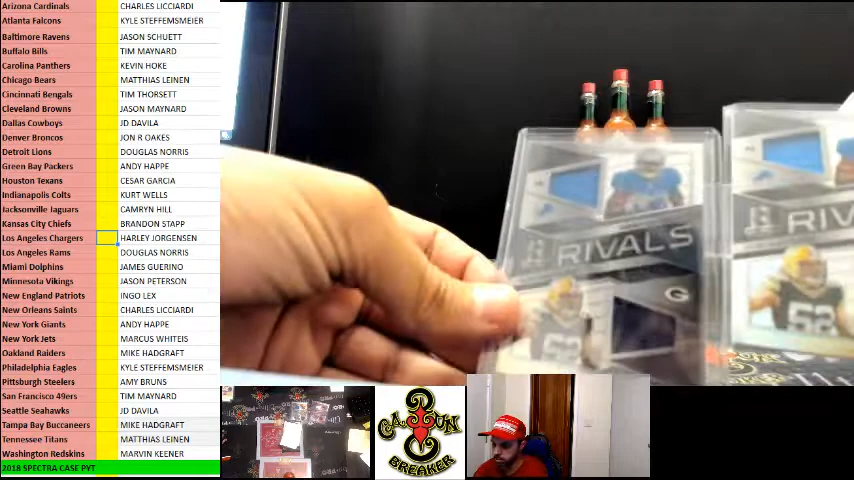 Arizona Cardinals CHARLES LICCIARDI
Atlanta Falcons KYLE STEFFEMSMEIER
Baltimore Ravens JASON SCHUETT
Buffalo Bills TIM MAYNARD
Carolina Panthers KEVIN HOKE
Chicago Bears MATTHIAS LEINEN
Cincinnati Bengals TIM THORSETT
Cleveland Browns JASON MAYNARD
Dallas Cowboys JD DAVILA
Denver Broncos JON R OAKES
Detroit Lions DOUGLAS NORRIS
Green Bay Packers ANDY HAPPE
Houston Texans CESAR GARCIA
Indianapolis Colts KURT WELLS
Jacksonville Jaguars CAMRYN HILL
Kansas City Chiefs BRANDON STAPP
Los Angeles Chargers HARLEY JORGENSEN
Los Angeles Rams DOUGLAS NORRIS
Miami Dolphins JAMES GUERINO
Minnesota Vikings JASON PETERSON
New England Patriots INGO LEX
New Orleans Saints CHARLES LICCIARDI
New York Giants ANDY HAPPE
New York Jets MARCUS WHITEIS
Oakland Raiders MIKE HADGRAFT
Philadelphia Eagles KYLE STEFFEMSMEIER
Pittsburgh Steelers AMY BRUNS
San Francisco 49ers TIM MAYNARD
Seattle Seahawks JD DAVILA
Tampa Bay Buccaneers MIKE HADGRAFT
Tennessee Titans MATTHIAS LEINEN
Washington Redskins MARVIN KEENER
2018 SPECTRA CASE PYT
RIVALS
G
RIVALS
52
CAJUN
BREAKER